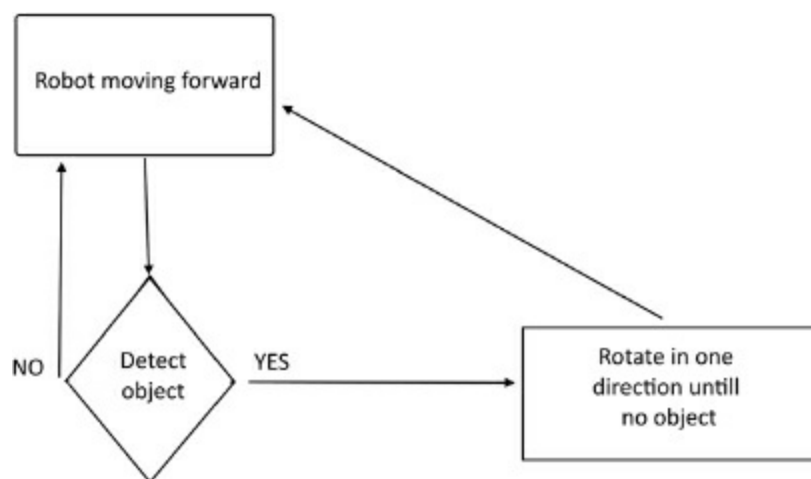 Robot moving forward
NO
Detect
object
YES
Rotate in one
direction untill
no object